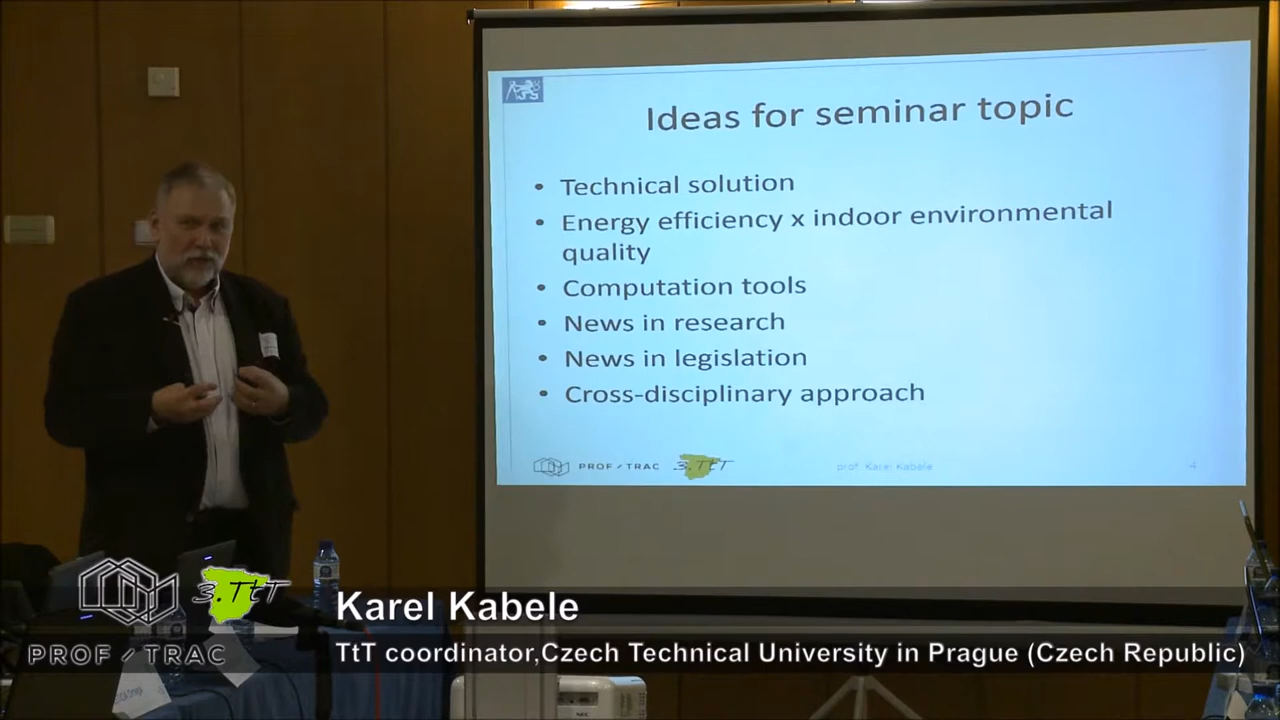 Ideas for seminar topic
• Technical solution
• Energy efficiency x indoor environmental
quality
• Computation tools
• News in research
• News in legislation
• Cross-disciplinary approach
PROF / TRAC
3.TtT
prof. Karel Kabele
4
3.TtT
PROF / TRAC
Karel Kabele
TtT coordinator,Czech Technical University in Prague (Czech Republic)
NEC